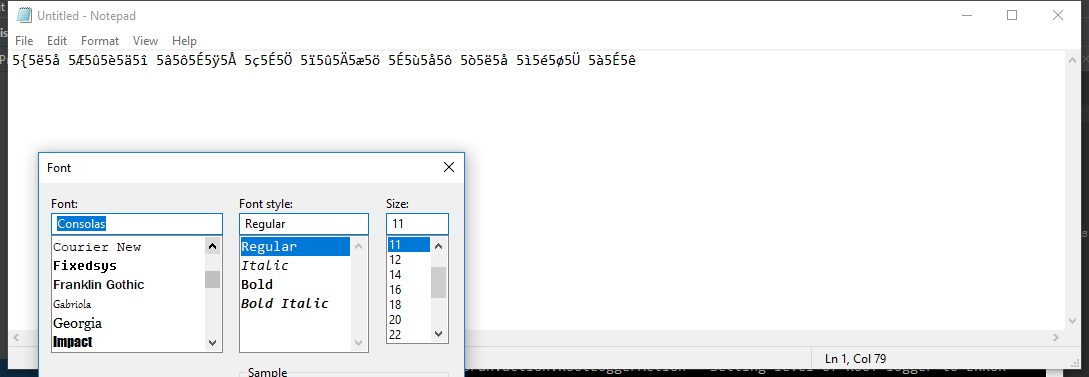 Untitled - Notepad
File Edit Format View Help
5{5ë5å 5Æ5û5è5ä5î 5â5ô5É5ÿ5Å 5ç5É5Ö 5ï5û5Ä5æ5ö 5É5ù5å5ô 5ò5ë5å 5ì5é5ø5Ü 5à5É5ê
Font
Font: Font style: Size:
Consolas Regular 11
Courier New Regular 11
Fixedsys Italic 12
Franklin Gothic Bold 14
Gabriola Bold Italic 16
Georgia 18
Impact 20
22
Sample
Ln 1, Col 79